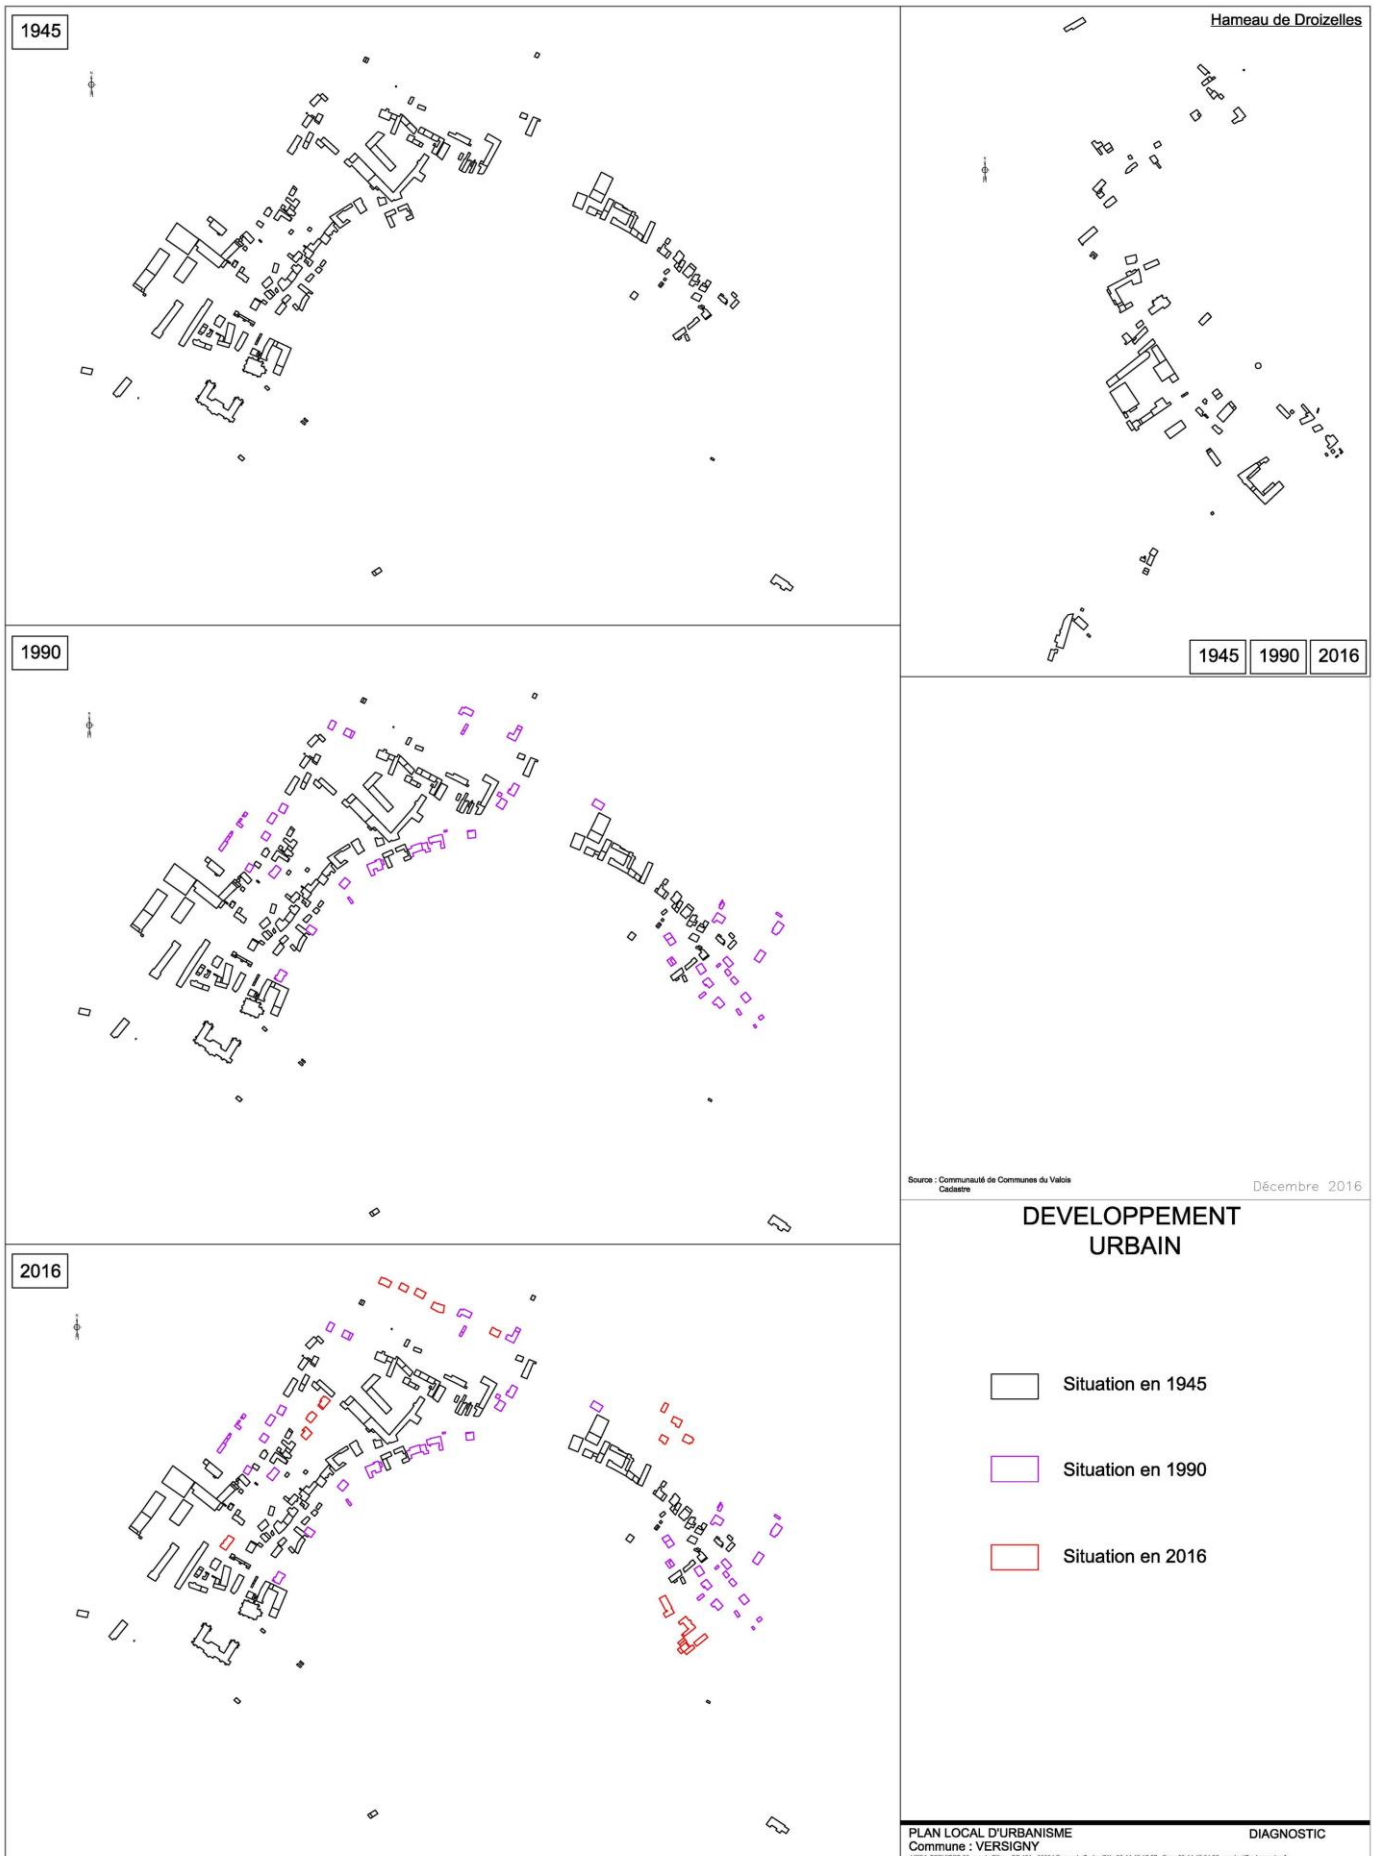 1945
Hameau de Droizelles
1945 1990 2016
1990
Source : Communauté de Communes du Valois
Cadastre
Décembre 2016
DEVELOPPEMENT
URBAIN
2016
Situation en 1945
Situation en 1990
Situation en 2016
PLAN LOCAL D'URBANISME
DIAGNOSTIC
Commune : VERSIGNY